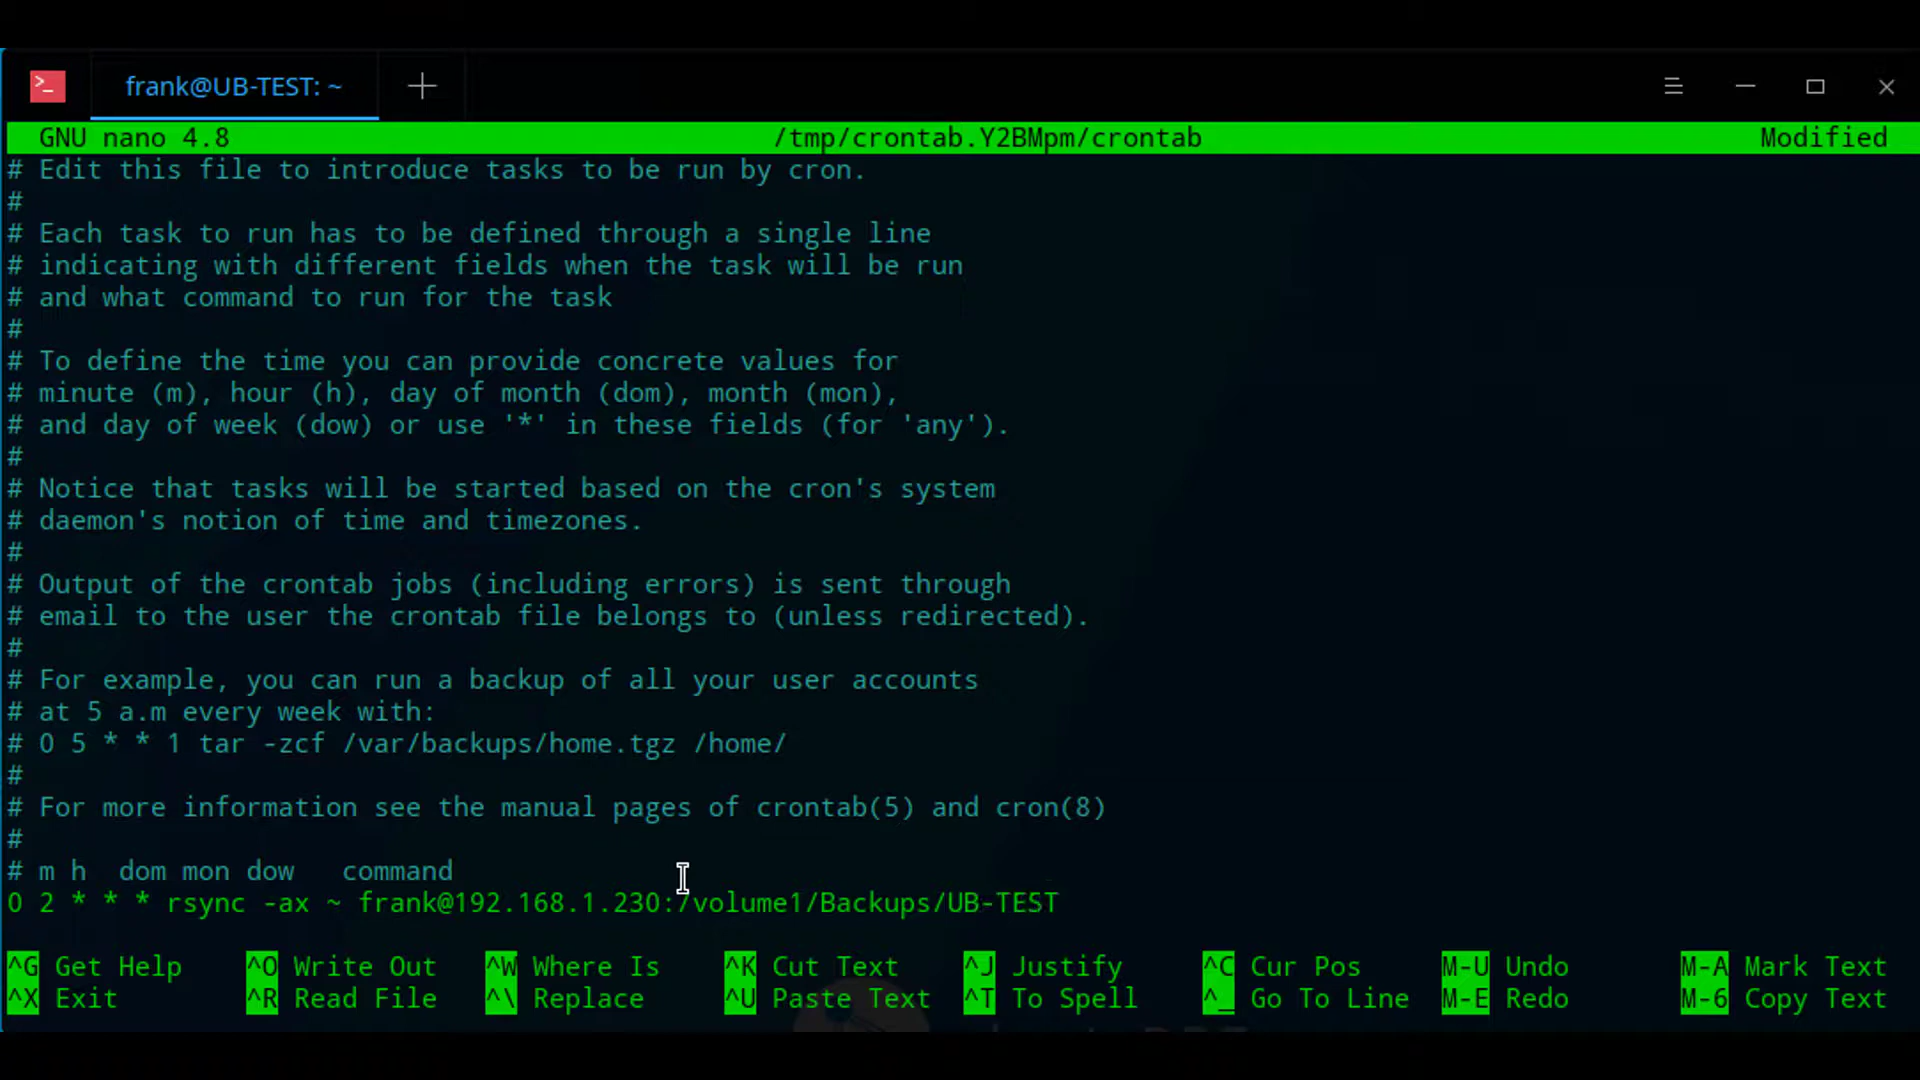 frank@UB-TEST: ~
GNU nano 4.8 /tmp/crontab.Y2BMpm/crontab Modified
# Edit this file to introduce tasks to be run by cron.
#
# Each task to run has to be defined through a single line
# indicating with different fields when the task will be run
# and what command to run for the task
#
# To define the time you can provide concrete values for
# minute (m), hour (h), day of month (dom), month (mon),
# and day of week (dow) or use '*' in these fields (for 'any').
#
# Notice that tasks will be started based on the cron's system
# daemon's notion of time and timezones.
#
# Output of the crontab jobs (including errors) is sent through
# email to the user the crontab file belongs to (unless redirected).
#
# For example, you can run a backup of all your user accounts
# at 5 a.m every week with:
# 0 5 * * 1 tar -zcf /var/backups/home.tgz /home/
#
# For more information see the manual pages of crontab(5) and cron(8)
#
# m h  dom mon dow   command
0 2 * * * rsync -ax ~ frank@192.168.1.230:/volume1/Backups/UB-TEST
^G Get Help ^O Write Out ^W Where Is ^K Cut Text ^J Justify ^C Cur Pos M-U Undo M-A Mark Text
^X Exit ^R Read File ^\ Replace ^U Paste Text ^T To Spell ^_ Go To Line M-E Redo M-6 Copy Text